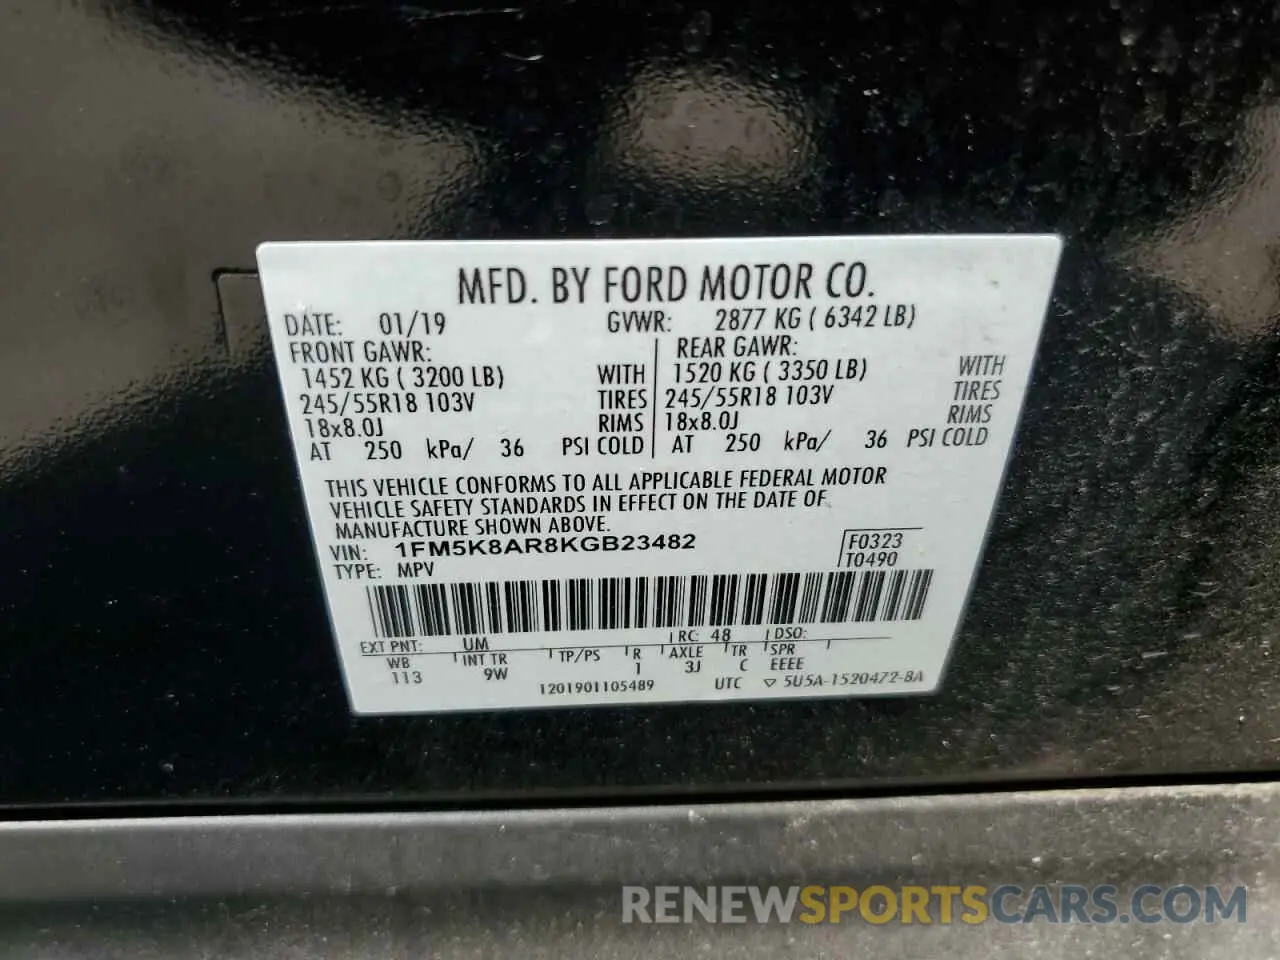 MFD. BY FORD MOTOR CO.
DATE: 01/19 GVWR: 2877 KG ( 6342 LB)
FRONT GAWR: REAR GAWR:
1452 KG ( 3200 LB) WITH 1520 KG ( 3350 LB) WITH
245/55R18 103V TIRES 245/55R18 103V TIRES
18x8.0J RIMS 18x8.0J RIMS
AT 250 kPa/ 36 PSI COLD AT 250 kPa/ 36 PSI COLD
THIS VEHICLE CONFORMS TO ALL APPLICABLE FEDERAL MOTOR
VEHICLE SAFETY STANDARDS IN EFFECT ON THE DATE OF
MANUFACTURE SHOWN ABOVE.
VIN: 1FM5K8AR8KGB23482 F0323
TYPE: MPV T0490
EXT PNT: UM RC: 48 DSO:
WB INT TR TP/PS R AXLE TR SPR
113 9W 1 3J C EEEE
1201901105489 UTC ▽ 5U5A-1520472-BA
RENEWSPORTSCARS.COM